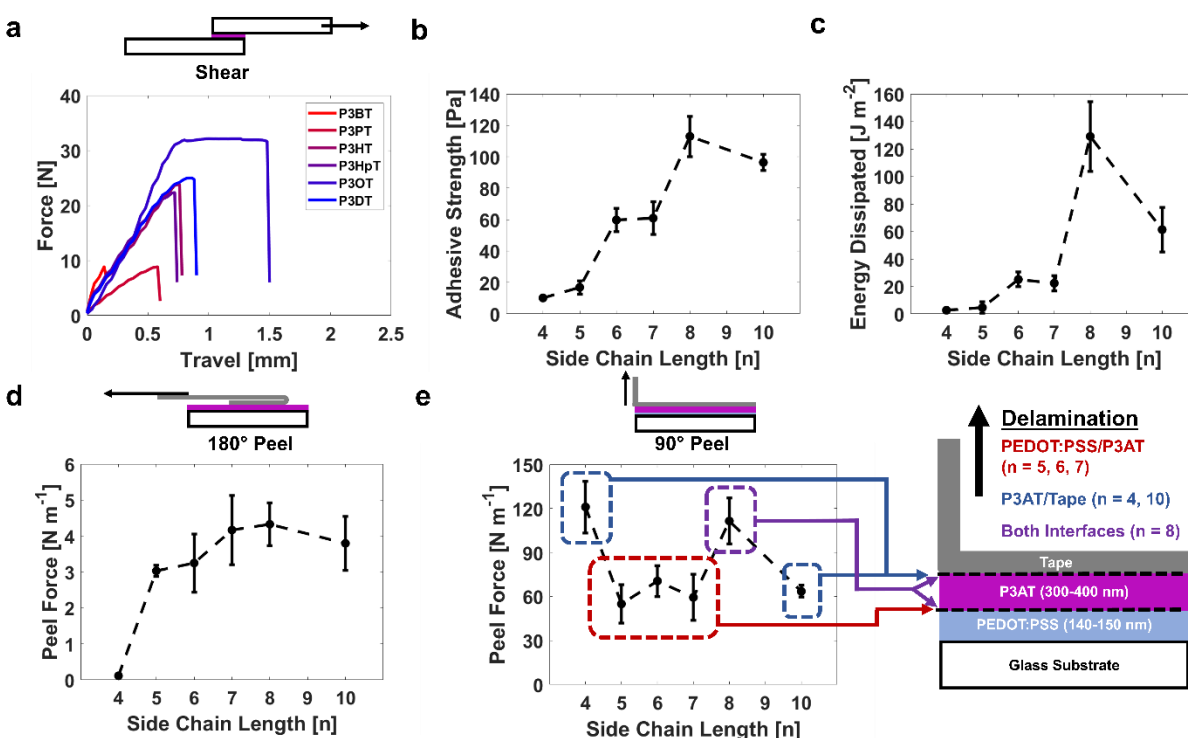 a
Shear
Force [N]
40
30
20
10
0
0 0.5 1 1.5 2 2.5
Travel [mm]
P3BT
P3PT
P3HT
P3HpT
P3OT
P3DT
b
Adhesive Strength [Pa]
140
120
100
80
60
40
20
0
4 5 6 7 8 9 10
Side Chain Length [n]
c
Energy Dissipated [J m⁻²]
160
140
120
100
80
60
40
20
0
4 5 6 7 8 9 10
Side Chain Length [n]
d
180° Peel
Peel Force [N m⁻¹]
6
5
4
3
2
1
0
4 5 6 7 8 9 10
Side Chain Length [n]
e
90° Peel
Peel Force [N m⁻¹]
150
120
90
60
30
0
4 5 6 7 8 9 10
Side Chain Length [n]
Delamination
PEDOT:PSS/P3AT
(n = 5, 6, 7)
P3AT/Tape (n = 4, 10)
Both Interfaces (n = 8)
Tape
P3AT (300-400 nm)
PEDOT:PSS (140-150 nm)
Glass Substrate